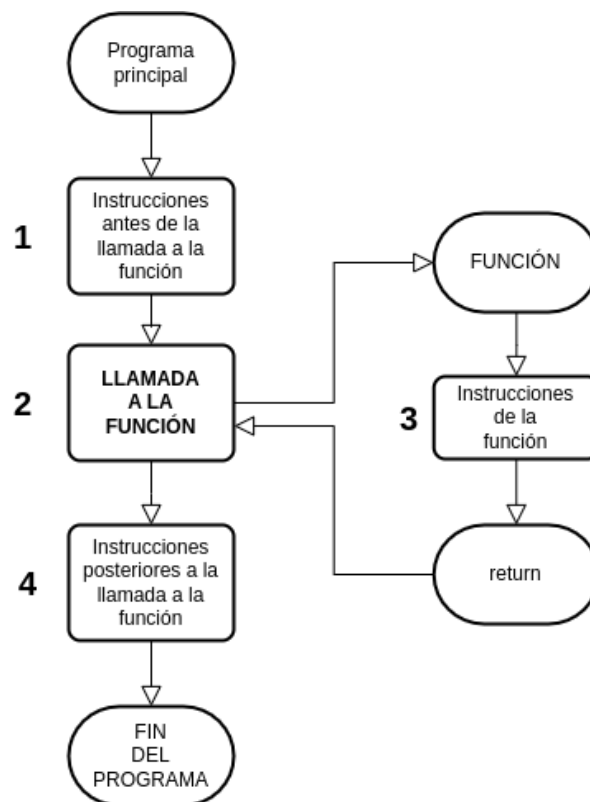 Programa
principal
1
Instrucciones
antes de la
llamada a la
función
2
LLAMADA
A LA
FUNCIÓN
FUNCIÓN
3
Instrucciones
de la
función
return
4
Instrucciones
posteriores a la
llamada a la
función
FIN
DEL
PROGRAMA